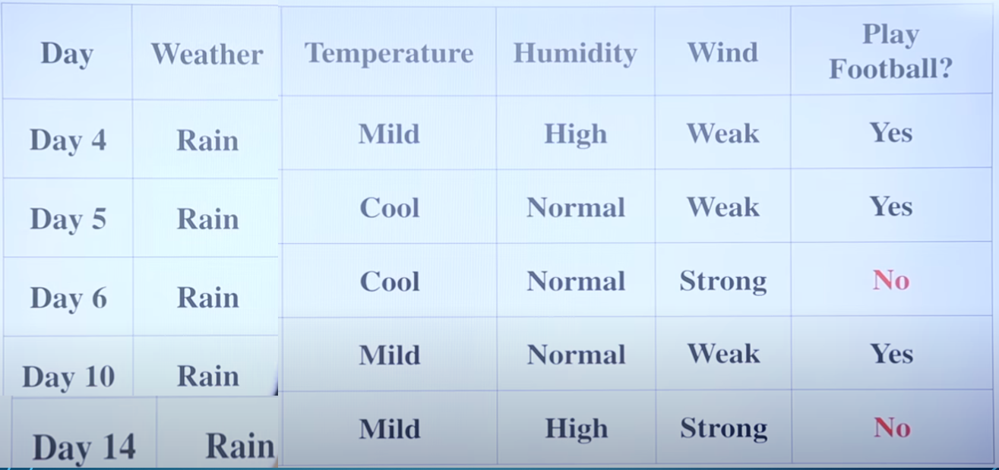 Day Weather Temperature Humidity Wind Play Football?
Day 4 Rain Mild High Weak Yes
Day 5 Rain Cool Normal Weak Yes
Day 6 Rain Cool Normal Strong No
Day 10 Rain Mild Normal Weak Yes
Day 14 Rain Mild High Strong No